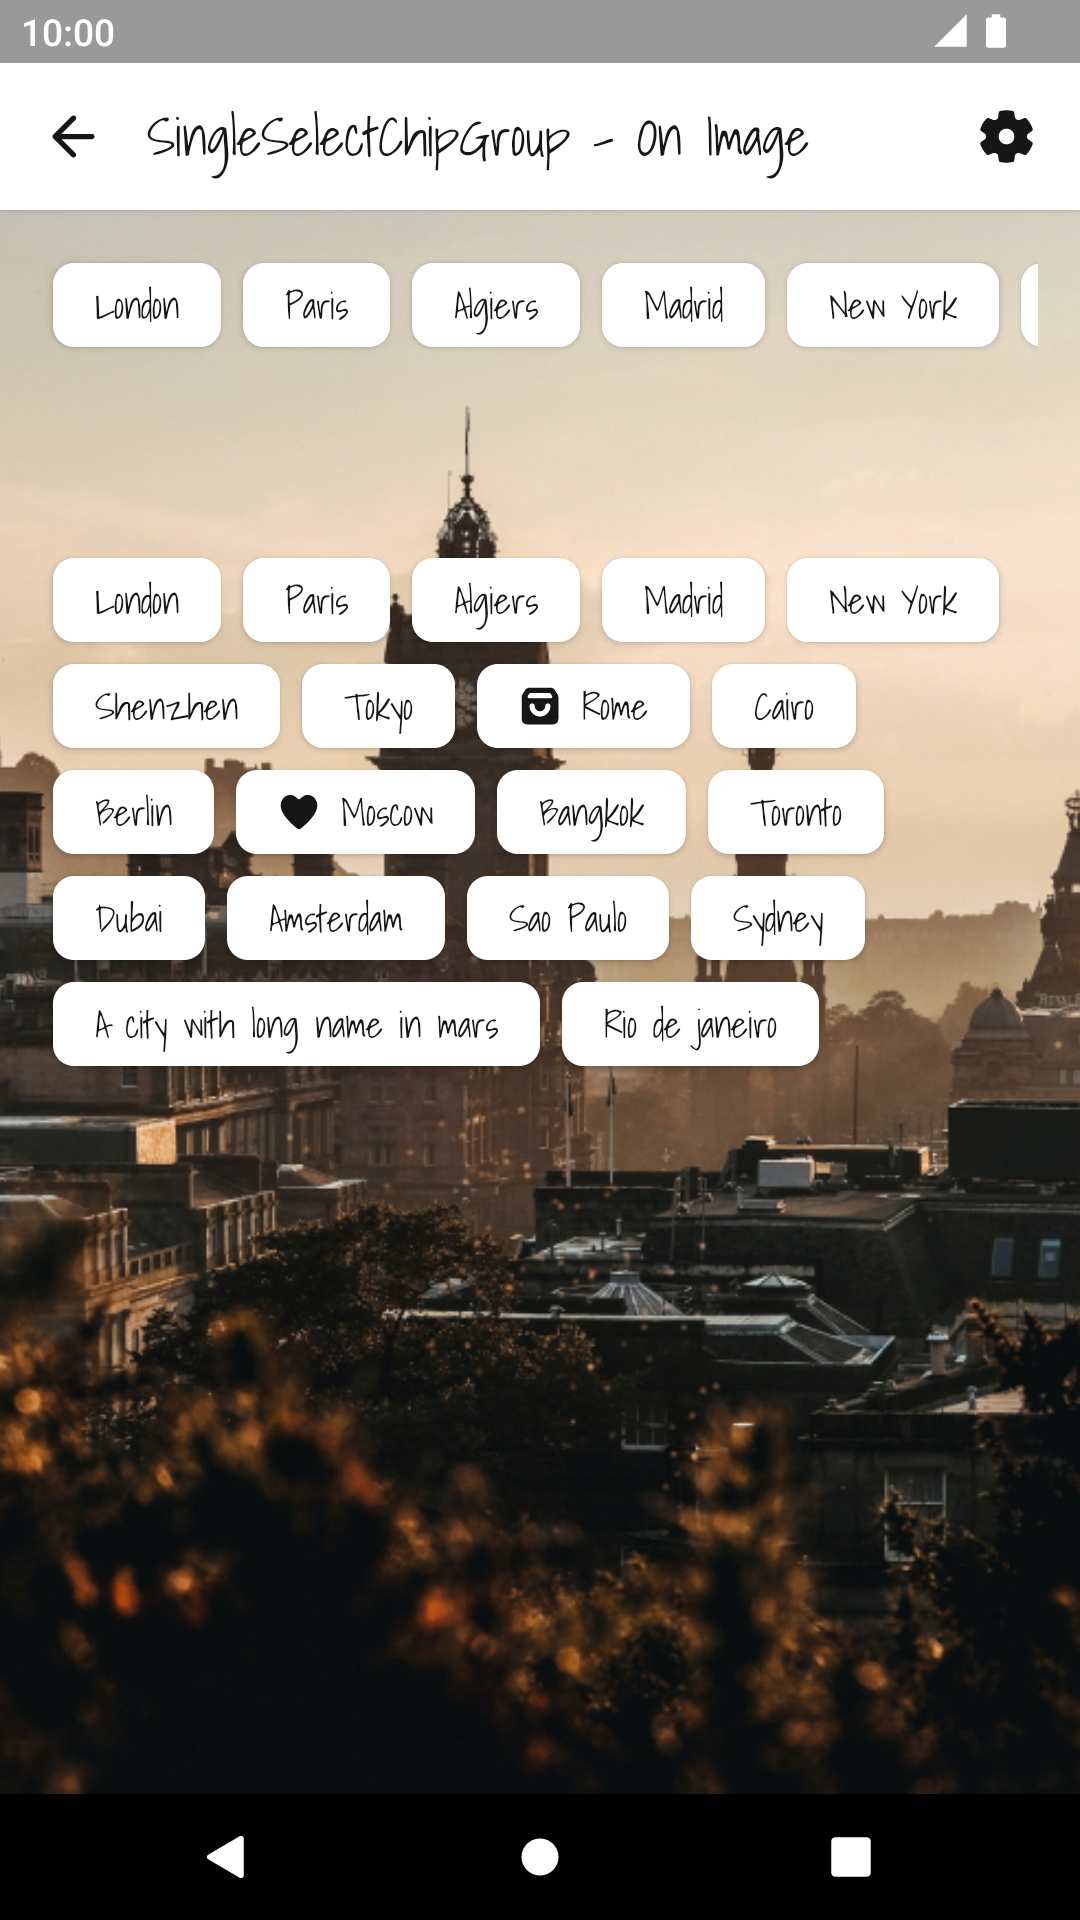 10:00
SingleSelectChipGroup - On Image
London Paris Algiers Madrid New York
London Paris Algiers Madrid New York
Shenzhen Tokyo Rome Cairo
Berlin Moscow Bangkok Toronto
Dubai Amsterdam Sao Paulo Sydney
A city with long name in mars Rio de janeiro